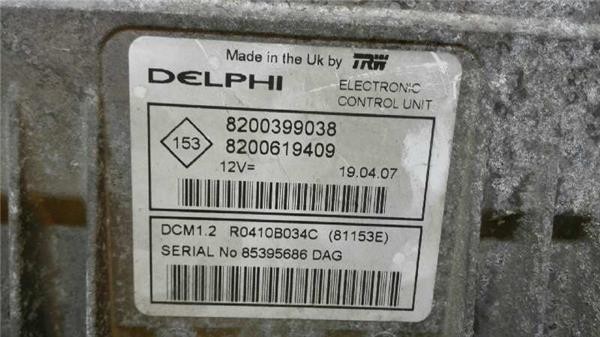 Made in the Uk by TRW
DELPHI
ELECTRONIC
CONTROL UNIT
153
8200399038
8200619409
12V= 19.04.07
DCM1.2 R0410B034C (81153E)
SERIAL No 85395686 DAG